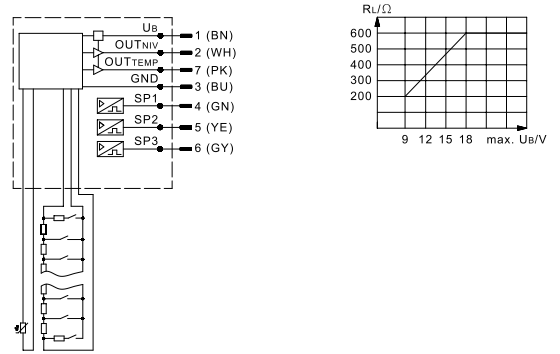 UB 1 (BN)
OUTNIV 2 (WH)
OUTTEMP 7 (PK)
GND 3 (BU)
SP1 4 (GN)
SP2 5 (YE)
SP3 6 (GY)
RL/Ω
600
500
400
300
200
9 12 15 18 max. UB/V